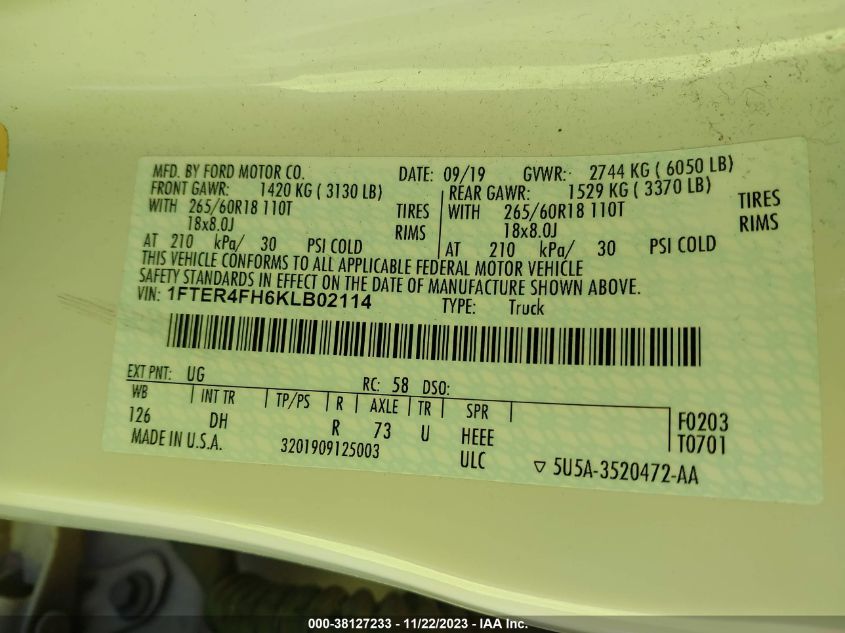 MFD. BY FORD MOTOR CO. DATE: 09/19 GVWR: 2744 KG ( 6050 LB)
FRONT GAWR: 1420 KG ( 3130 LB) REAR GAWR: 1529 KG ( 3370 LB)
WITH 265/60R18 110T TIRES WITH 265/60R18 110T TIRES
18x8.0J RIMS 18x8.0J RIMS
AT 210 kPa/ 30 PSI COLD AT 210 kPa/ 30 PSI COLD
THIS VEHICLE CONFORMS TO ALL APPLICABLE FEDERAL MOTOR VEHICLE
SAFETY STANDARDS IN EFFECT ON THE DATE OF MANUFACTURE SHOWN ABOVE.
VIN: 1FTER4FH6KLB02114 TYPE: Truck
EXT PNT: UG RC: 58 DSO:
WB INT TR TP/PS R AXLE TR SPR
126 DH R 73 U HEEE F0203
MADE IN U.S.A. 3201909125003 ULC T0701
▽ 5U5A-3520472-AA
000-38127233 - 11/22/2023 - IAA Inc.